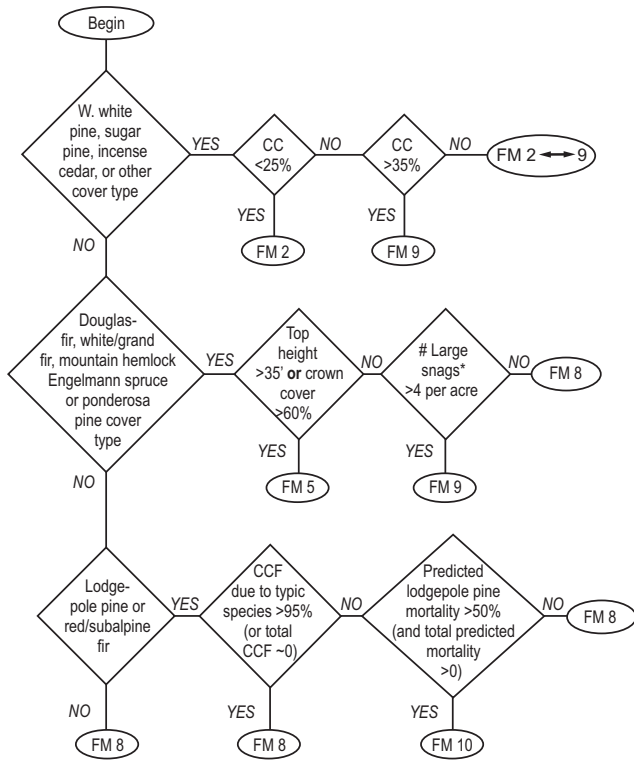 Begin
W. white
pine, sugar
pine, incense
cedar, or other
cover type
YES
CC
<25%
NO
CC
>35%
NO
FM 2 ↔ 9
YES
FM 2
YES
FM 9
NO
Douglas-
fir, white/grand
fir, mountain hemlock
Engelmann spruce
or ponderosa
pine cover
type
YES
Top
height
>35' or crown
cover
>60%
NO
# Large
snags*
>4 per acre
NO
FM 8
YES
FM 5
YES
FM 9
NO
Lodge-
pole pine or
red/subalpine
fir
YES
CCF
due to typic
species >95%
(or total
CCF ~0)
NO
Predicted
lodgepole pine
mortality >50%
(and total predicted
mortality
>0)
NO
FM 8
NO
FM 8
YES
FM 8
YES
FM 10